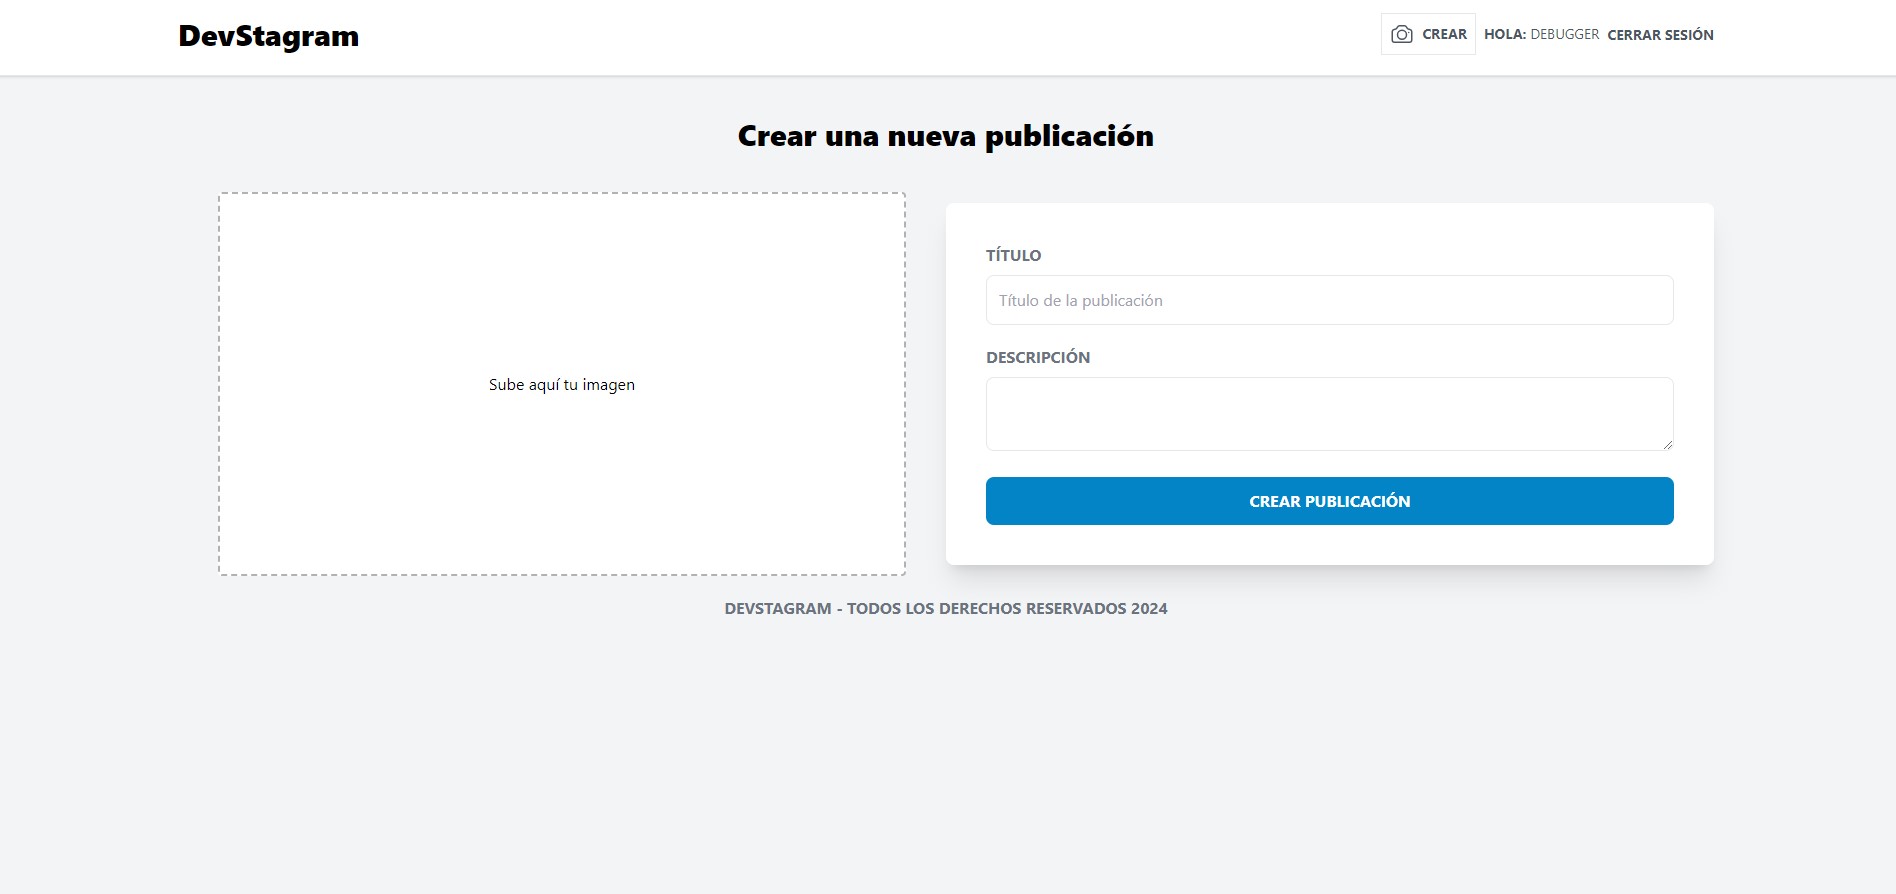 DevStagram
CREAR HOLA: DEBUGGER CERRAR SESIÓN
Crear una nueva publicación
Sube aquí tu imagen
TÍTULO
Título de la publicación
DESCRIPCIÓN
CREAR PUBLICACIÓN
DEVSTAGRAM - TODOS LOS DERECHOS RESERVADOS 2024